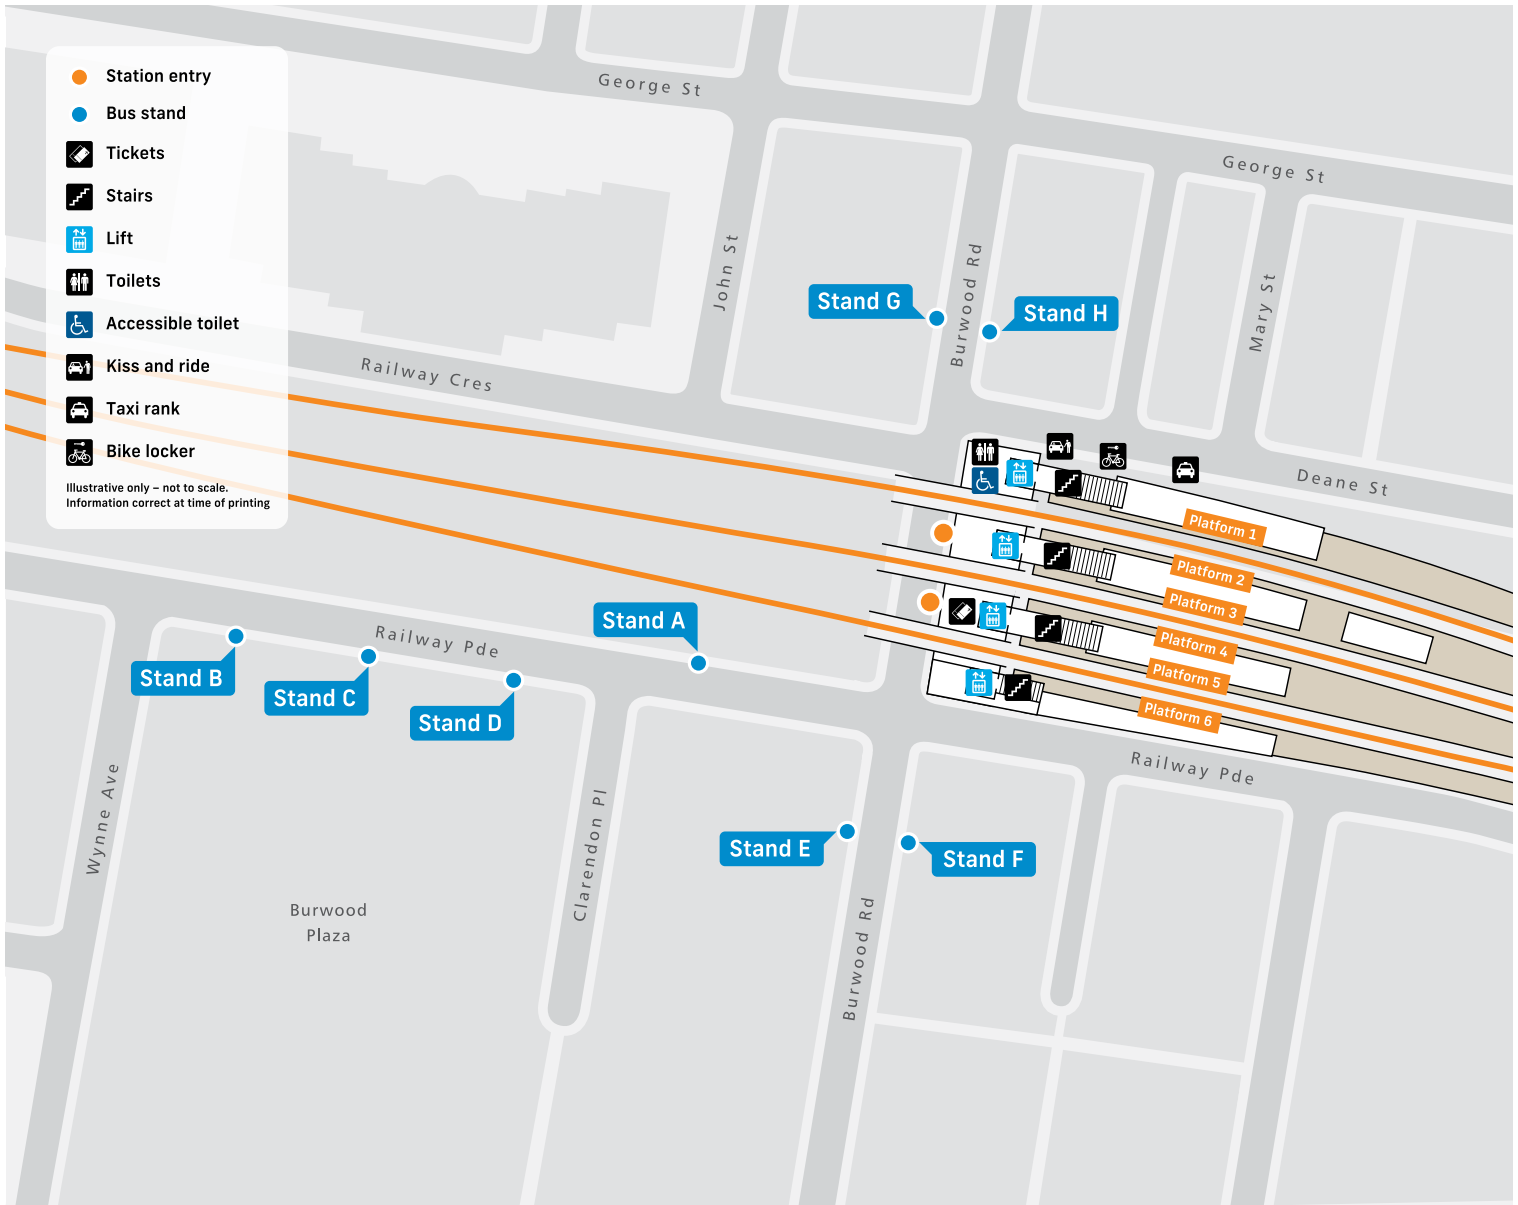 Station entry
Bus stand
Tickets
Stairs
Lift
Toilets
Accessible toilet
Kiss and ride
Taxi rank
Bike locker
Illustrative only – not to scale.
Information correct at time of printing
George St
George St
John St
Burwood Rd
Mary St
Stand G
Stand H
Railway Cres
Deane St
Platform 1
Platform 2
Platform 3
Platform 4
Platform 5
Platform 6
Stand A
Railway Pde
Stand B
Stand C
Stand D
Railway Pde
Wynne Ave
Clarendon Pl
Stand E
Stand F
Burwood
Plaza
Burwood Rd